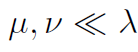 μ, ν ≪ λ